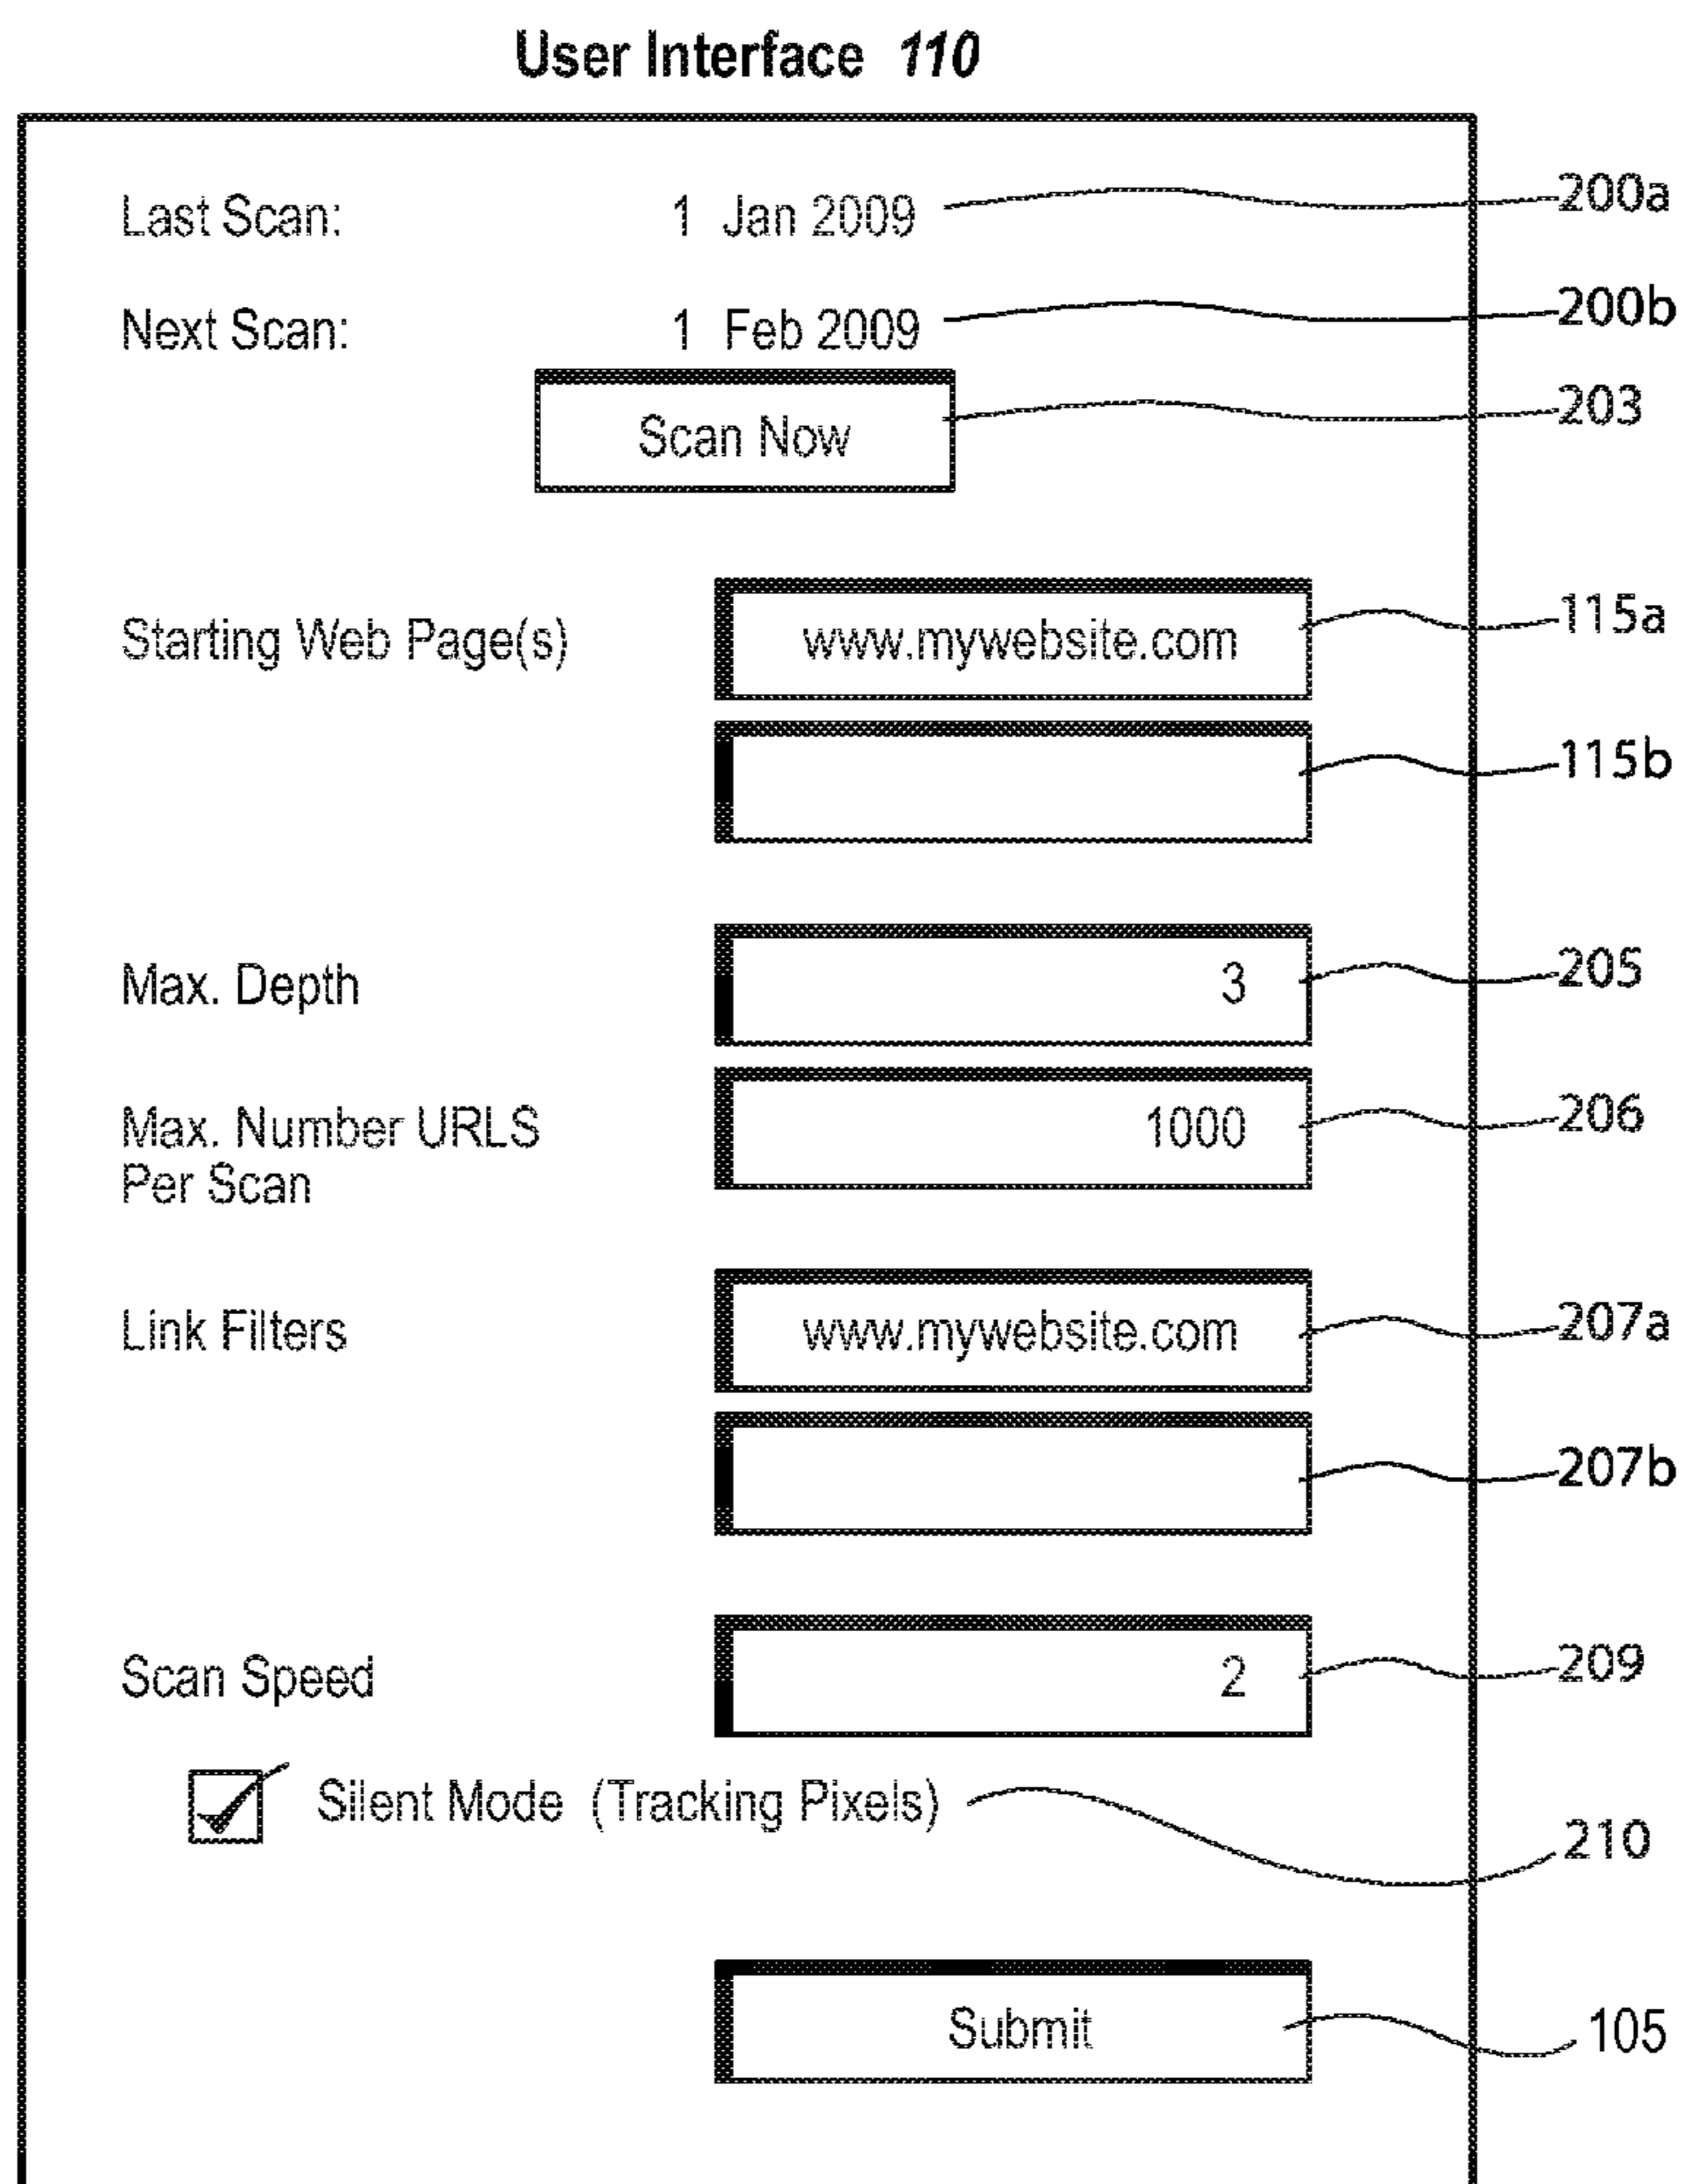 User Interface 110
Last Scan: 1 Jan 2009 200a
Next Scan: 1 Feb 2009 200b
Scan Now 203
Starting Web Page(s) www.mywebsite.com 115a
115b
Max. Depth 3 205
Max. Number URLS 1000 206
Per Scan
Link Filters www.mywebsite.com 207a
207b
Scan Speed 2 209
Silent Mode (Tracking Pixels)
210
Submit 105